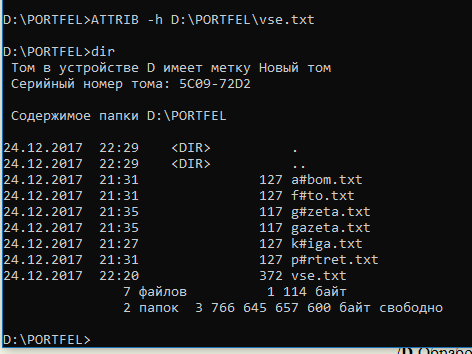 D:\PORTFEL>ATTRIB -h D:\PORTFEL\vse.txt
D:\PORTFEL>dir
Том в устройстве D имеет метку Новый том
Серийный номер тома: 5C09-72D2
Содержимое папки D:\PORTFEL
24.12.2017  22:29    <DIR>          .
24.12.2017  22:29    <DIR>          ..
24.12.2017  21:31               127 a#bom.txt
24.12.2017  21:31               127 f#to.txt
24.12.2017  21:35               117 g#zeta.txt
24.12.2017  21:35               117 gazeta.txt
24.12.2017  21:27               127 k#iga.txt
24.12.2017  21:31               127 p#rtret.txt
24.12.2017  22:20               372 vse.txt
7 файлов          1 114 байт
2 папок  3 766 645 657 600 байт свободно
D:\PORTFEL>